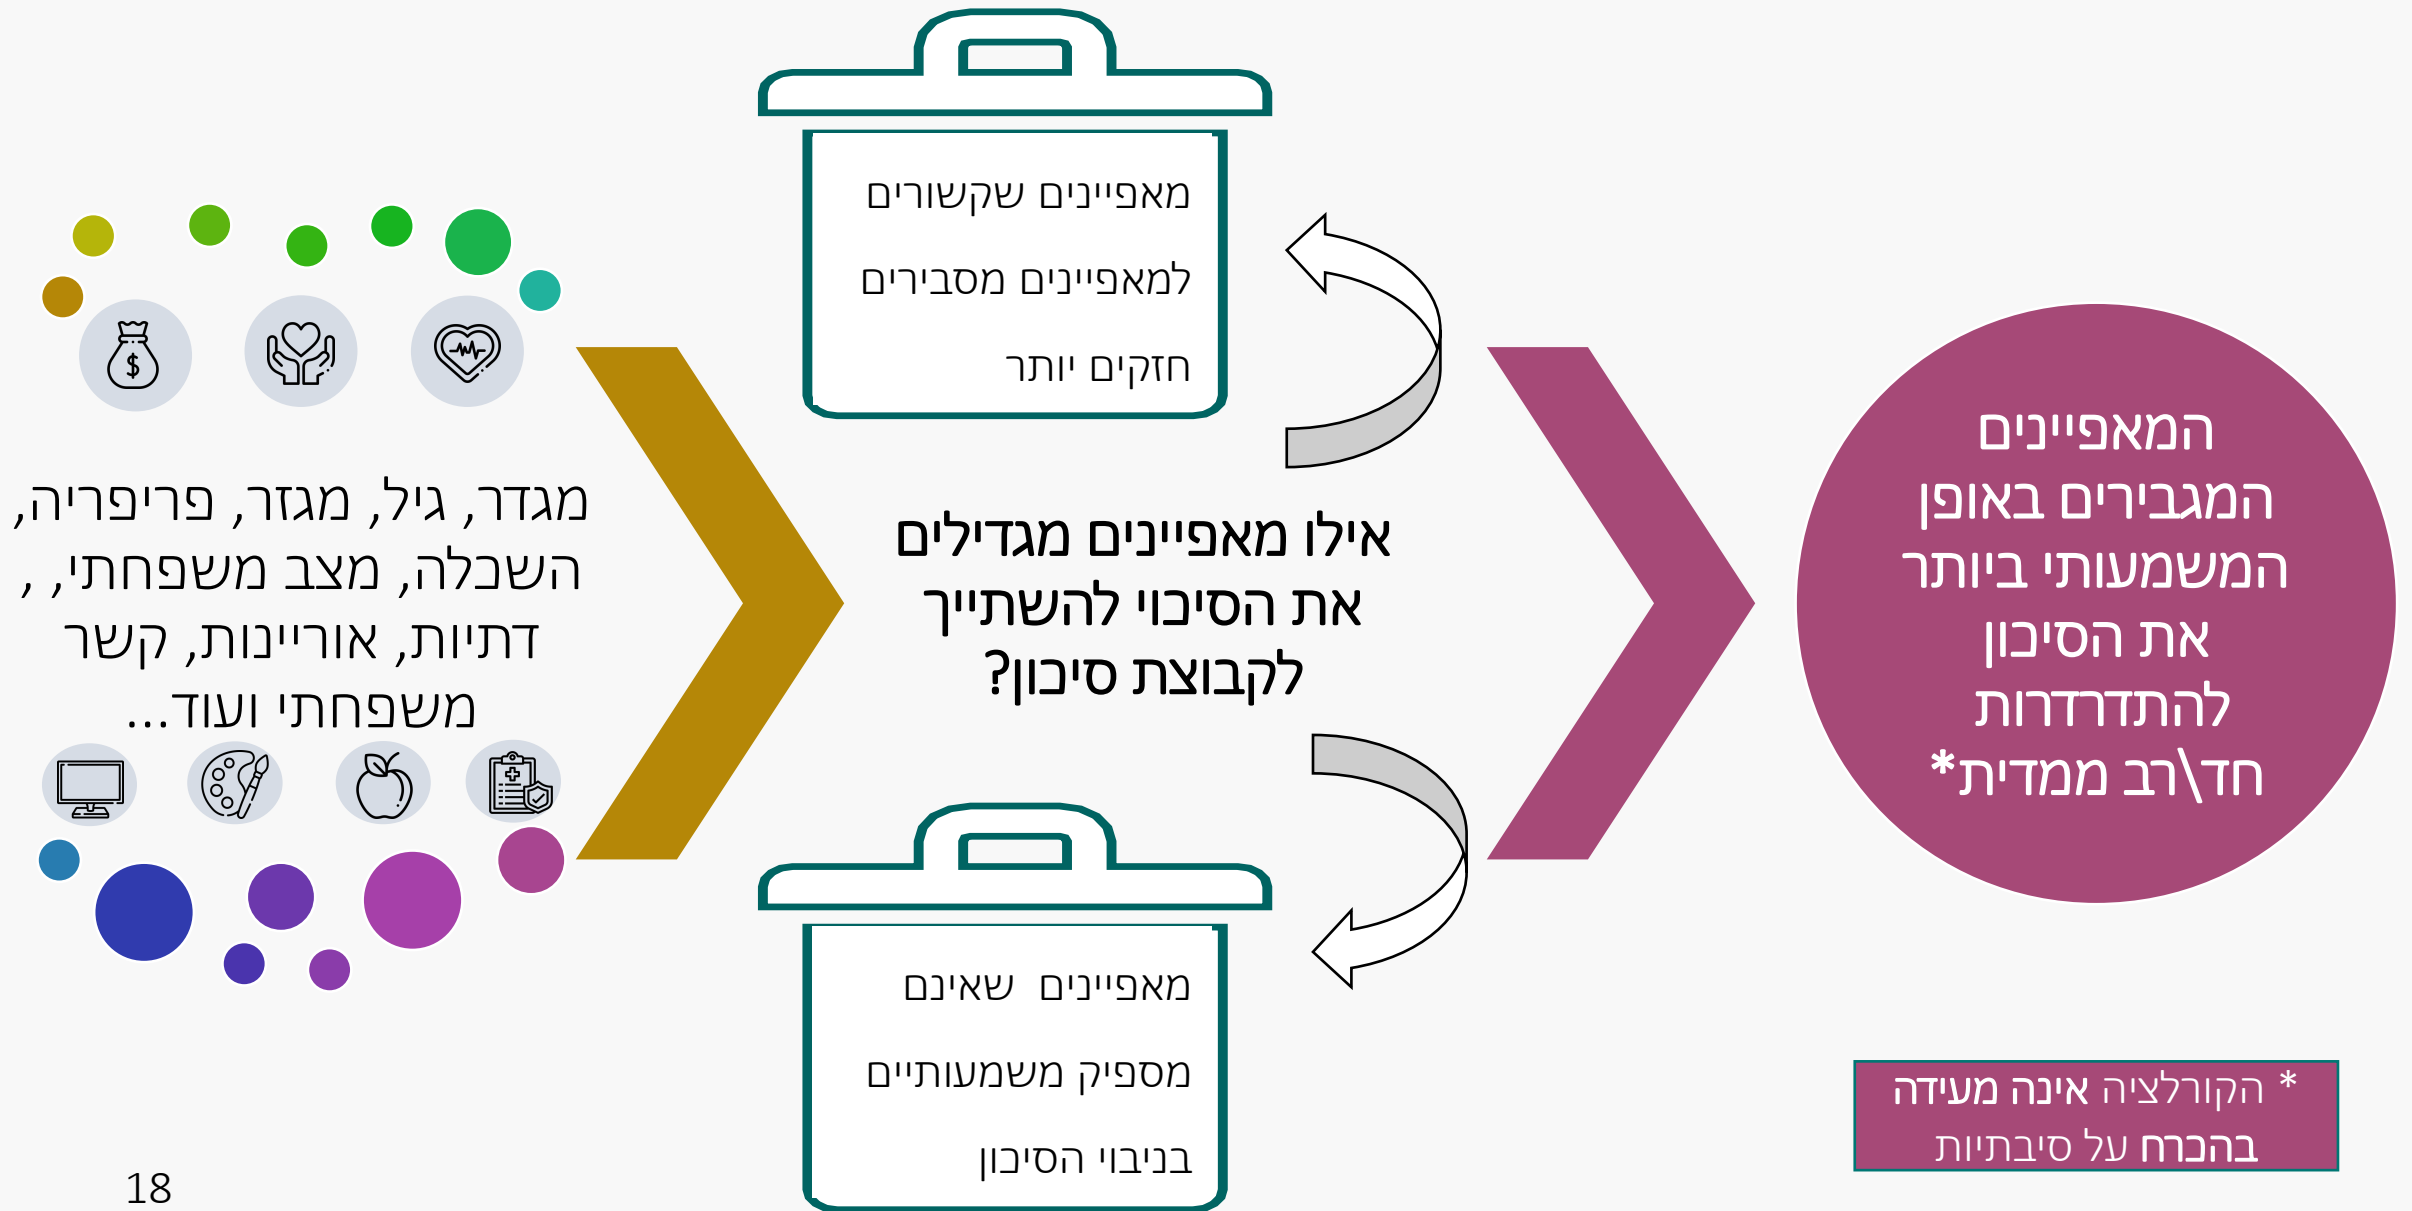 מגדר, גיל, מגזר, פריפריה,
השכלה, מצב משפחתי, ,
דתיות, אוריינות, קשר
משפחתי ועוד...
מאפיינים שקשורים
למאפיינים מסבירים
חזקים יותר
אילו מאפיינים מגדילים
את הסיכוי להשתייך
לקבוצת סיכון?
מאפיינים שאינם
מספיק משמעותיים
בניבוי הסיכון
המאפיינים
המגבירים באופן
המשמעותי ביותר
את הסיכון
להתדרדרות
חד\רב ממדית*
* הקורלציה אינה מעידה
בהכרח על סיבתיות
18